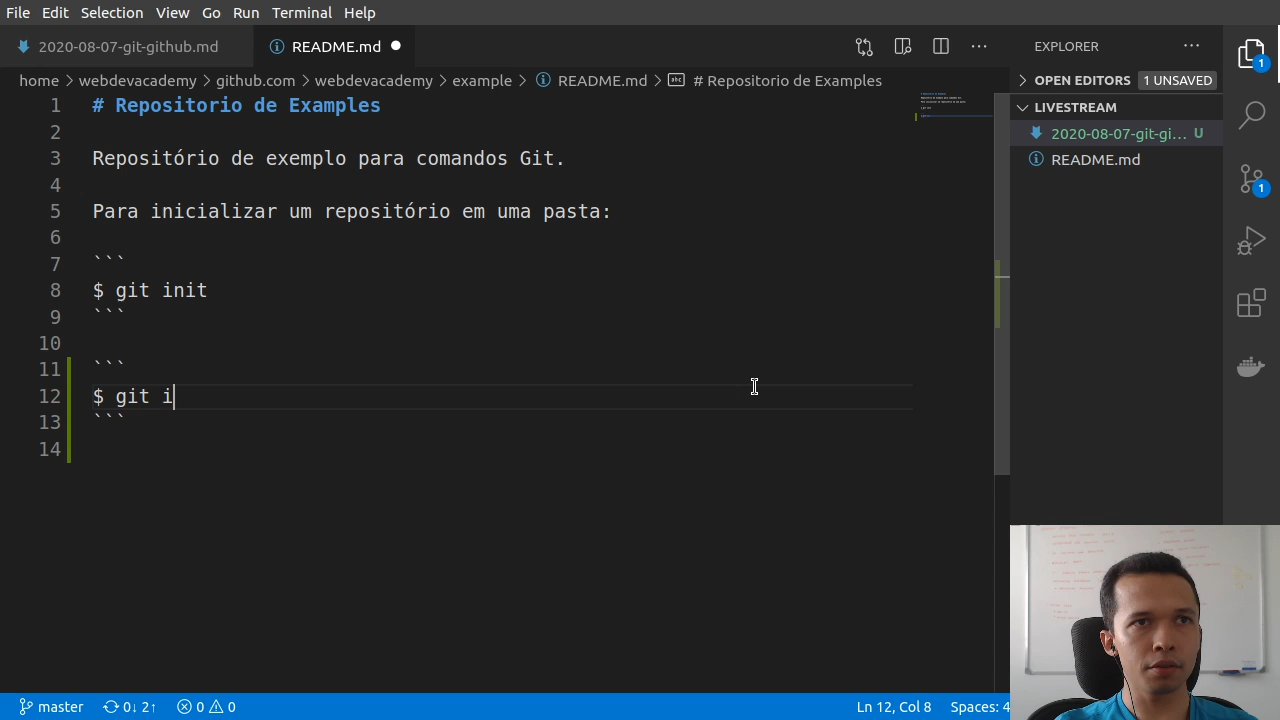 File Edit Selection View Go Run Terminal Help
2020-08-07-git-github.md README.md EXPLORER
home > webdevacademy > github.com > webdevacademy > example > README.md > # Repositorio de Examples
OPEN EDITORS 1 UNSAVED
LIVESTREAM
2020-08-07-git-gi... U
README.md
1 # Repositorio de Examples
2
3 Repositório de exemplo para comandos Git.
4
5 Para inicializar um repositório em uma pasta:
6
7 ```
8 $ git init
9 ```
10
11 ```
12 $ git i
13 ```
14
1
1
master 0↓ 2↑ 0 0 Ln 12, Col 8 Spaces: 4